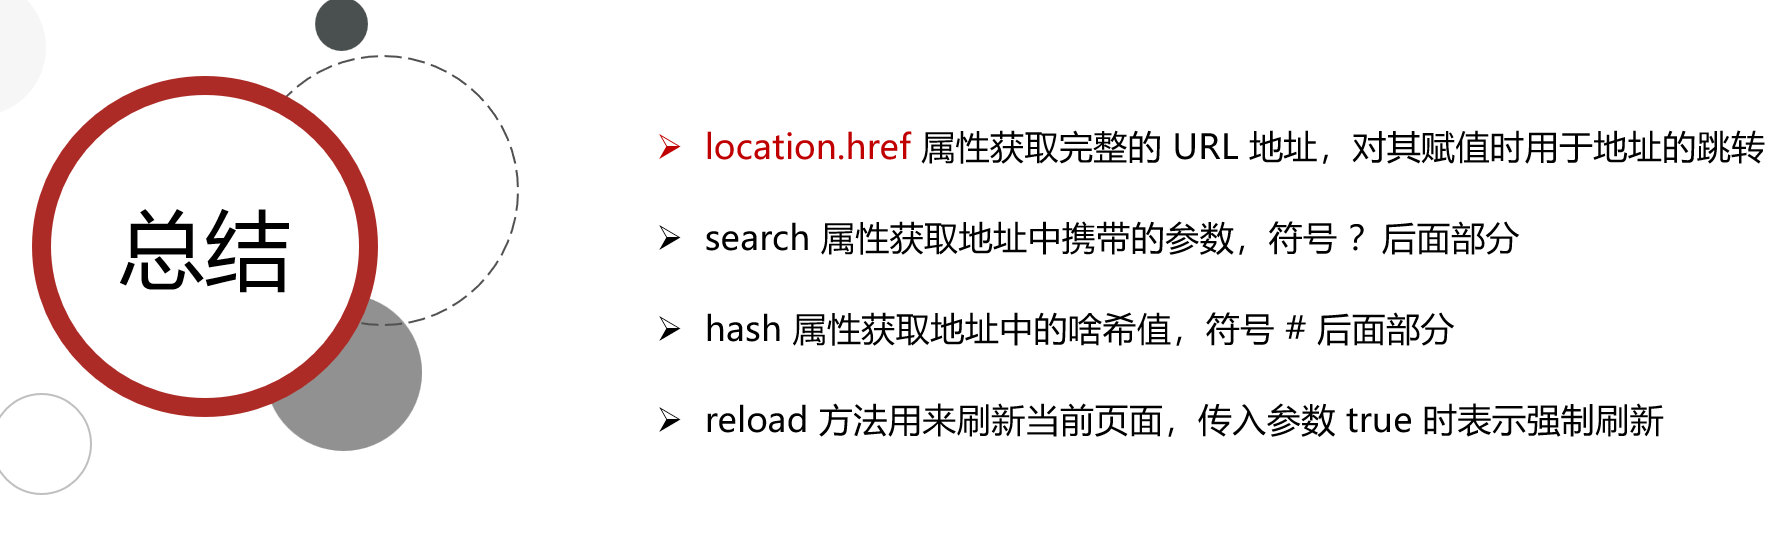 总结
location.href 属性获取完整的 URL 地址，对其赋值时用于地址的跳转
search 属性获取地址中携带的参数，符号 ？后面部分
hash 属性获取地址中的啥希值，符号 # 后面部分
reload 方法用来刷新当前页面，传入参数 true 时表示强制刷新